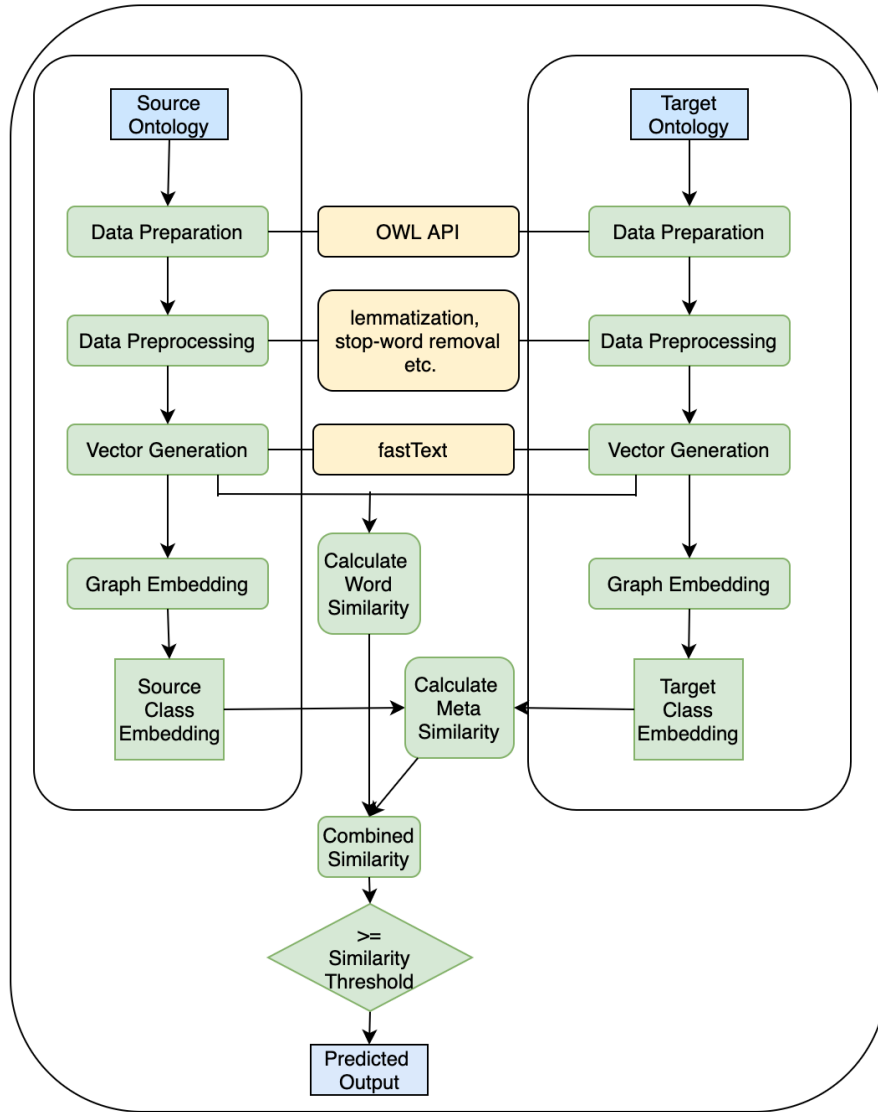 Source
Ontology
Target
Ontology
Data Preparation
OWL API
Data Preparation
Data Preprocessing
lemmatization,
stop-word removal
etc.
Data Preprocessing
Vector Generation
fastText
Vector Generation
Calculate
Word
Similarity
Graph Embedding
Graph Embedding
Source
Class
Embedding
Calculate
Meta
Similarity
Target
Class
Embedding
Combined
Similarity
>=
Similarity
Threshold
Predicted
Output